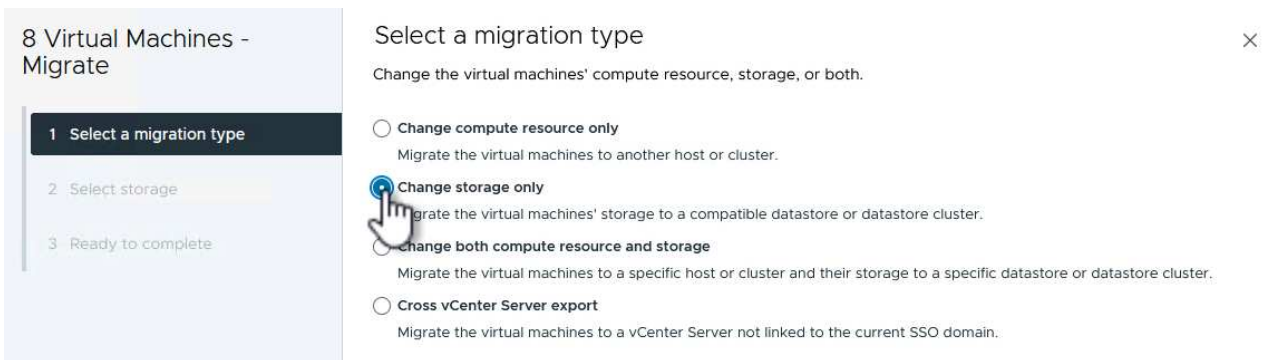 8 Virtual Machines -
Migrate
1 Select a migration type
2 Select storage
3 Ready to complete
Select a migration type
Change the virtual machines' compute resource, storage, or both.
Change compute resource only
Migrate the virtual machines to another host or cluster.
Change storage only
grate the virtual machines' storage to a compatible datastore or datastore cluster.
Change both compute resource and storage
Migrate the virtual machines to a specific host or cluster and their storage to a specific datastore or datastore cluster.
Cross vCenter Server export
Migrate the virtual machines to a vCenter Server not linked to the current SSO domain.